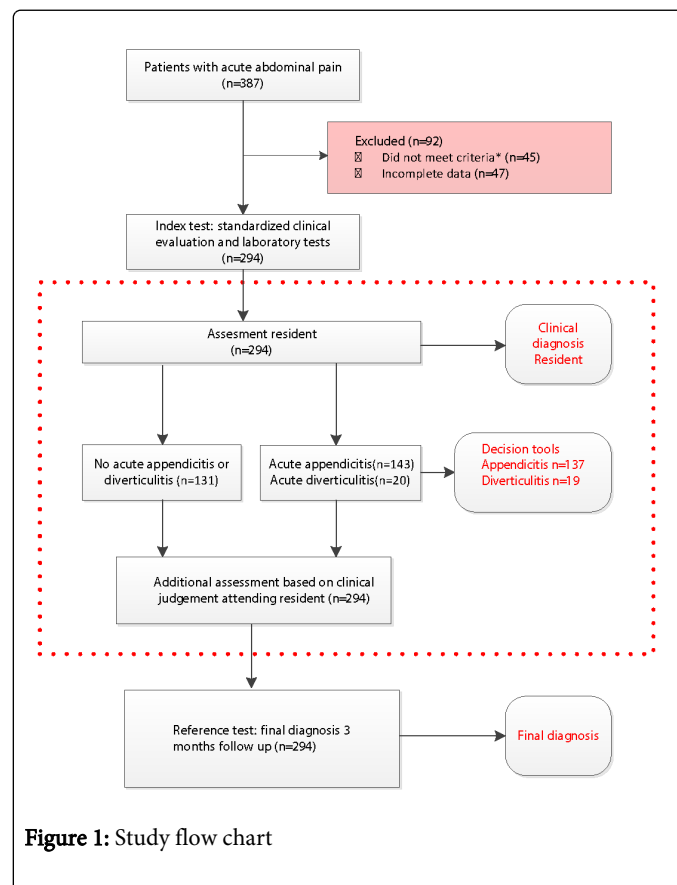 Patients with acute abdominal pain
(n=387)
Excluded (n=92)
Did not meet criteria* (n=45)
Incomplete data (n=47)
Index test: standardized clinical
evaluation and laboratory tests
(n=294)
Assesment resident
(n=294)
Clinical
diagnosis
Resident
No acute appendicitis or
diverticulitis (n=131)
Acute appendicitis(n=143)
Acute diverticulitis(n=20)
Decision tools
Appendicitis n=137
Diverticulitis n=19
Additional assessment based on clinical
judgement attending resident (n=294)
Reference test: final diagnosis 3
months follow up (n=294)
Final diagnosis
Figure 1: Study flow chart